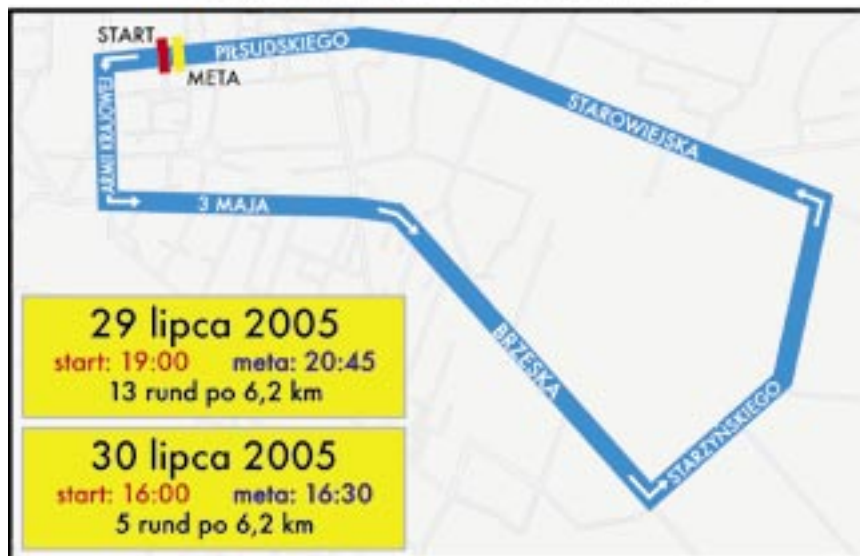 START
PIŁSUDSKIEGO
META
ARMII KRAJOWEJ
STAROWIEJSKA
3 MAJA
BRZESKA
STARZYŃSKIEGO
29 lipca 2005
start: 19:00 meta: 20:45
13 rund po 6,2 km
30 lipca 2005
start: 16:00 meta: 16:30
5 rund po 6,2 km